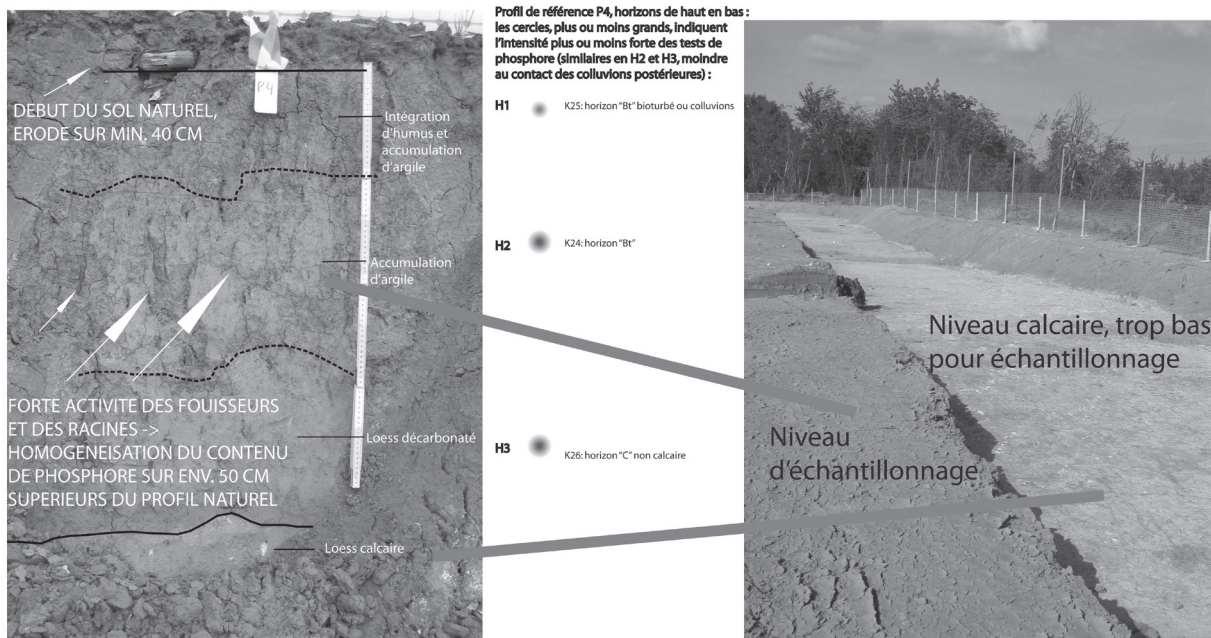 DEBUT DU SOL NATUREL,
ERODE SUR MIN. 40 CM
P4
Intégration
d'humus et
accumulation
d'argile
Accumulation
d'argile
FORTE ACTIVITE DES FOUISSEURS
ET DES RACINES ->
HOMOGENEISATION DU CONTENU
DE PHOSPHORE SUR ENV. 50 CM
SUPERIEURS DU PROFIL NATUREL
Loess décarbonaté
Loess calcaire
Profil de référence P4, horizons de haut en bas :
les cercles, plus ou moins grands, indiquent
l'intensité plus ou moins forte des tests de
phosphore (similaires en H2 et H3, moindre
au contact des colluvions postérieures) :
H1 K25: horizon "Bt" bioturbé ou colluvions
H2 K24: horizon "Bt"
H3 K26: horizon "C" non calcaire
Niveau calcaire, trop bas
pour échantillonnage
Niveau
d'échantillonnage